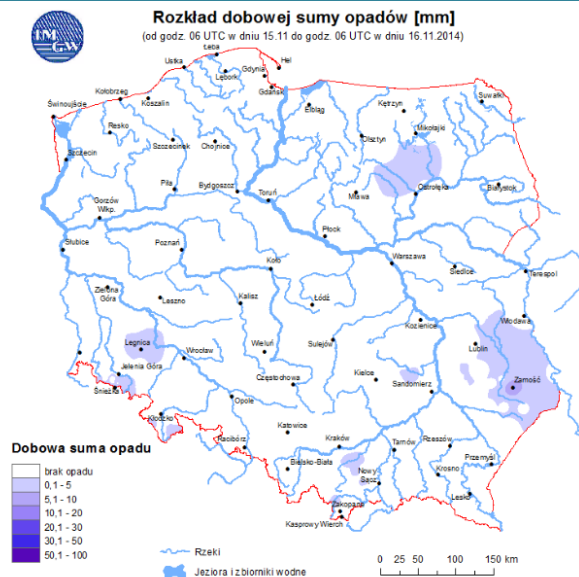 IM
GW
Rozkład dobowej sumy opadów [mm]
(od godz. 06 UTC w dniu 15.11 do godz. 06 UTC w dniu 16.11.2014)
Łeba
Ustka
Hel
Lębork
Gdynia
Gdańsk
Kołobrzeg
Koszalin
Świnoujście
Suwałki
Kętrzyn
Elbląg
Resko
Mikołajki
Olsztyn
Szczecinek
Chojnice
Szczecin
Piła
Bydgoszcz
Białystok
Ostrołęka
Mława
Toruń
Gorzów
Wlkp.
Płock
Słubice
Poznań
Warszawa
Koło
Siedlce
Terespol
Zielona
Góra
Leszno
Kalisz
Łódź
Włodawa
Kozienice
Legnica
Wrocław
Wieluń
Sulejów
Lublin
Jelenia Góra
Kielce
Sandomierz
Zamość
Częstochowa
Śnieżka
Opole
Kłodzko
Katowice
Racibórz
Kraków
Tarnów
Rzeszów
Przemyśl
Bielsko-Biała
Nowy
Sącz
Krosno
Lesko
Zakopane
Kasprowy Wierch
Dobowa suma opadu
brak opadu
0,1 - 5
5,1 - 10
10,1 - 20
20,1 - 30
30,1 - 50
50,1 - 100
Rzeki
Jeziora i zbiorniki wodne
0 25 50 100 150 km